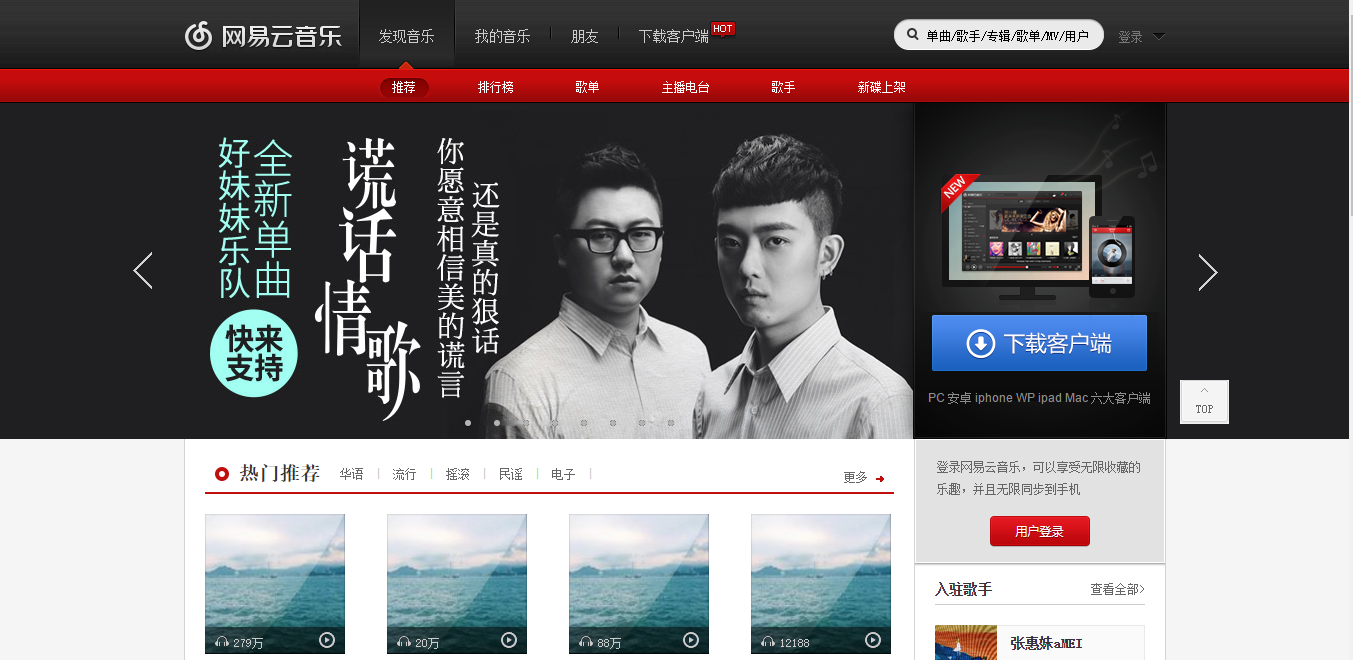 网易云音乐
发现音乐 我的音乐 朋友 下载客户端 HOT
单曲/歌手/专辑/歌单/MV/用户
登录
推荐 排行榜 歌单 主播电台 歌手 新碟上架
全新单曲
好妹妹乐队
快来
支持
谎话
情歌
你愿意相信美的谎言
还是真的狠话
NEW
下载客户端
PC 安卓 iphone WP ipad Mac 六大客户端
TOP
热门推荐 华语 流行 摇滚 民谣 电子
更多
279万
20万
88万
12188
登录网易云音乐，可以享受无限收藏的
乐趣，并且无限同步到手机
用户登录
入驻歌手 查看全部>
张惠妹aMEI